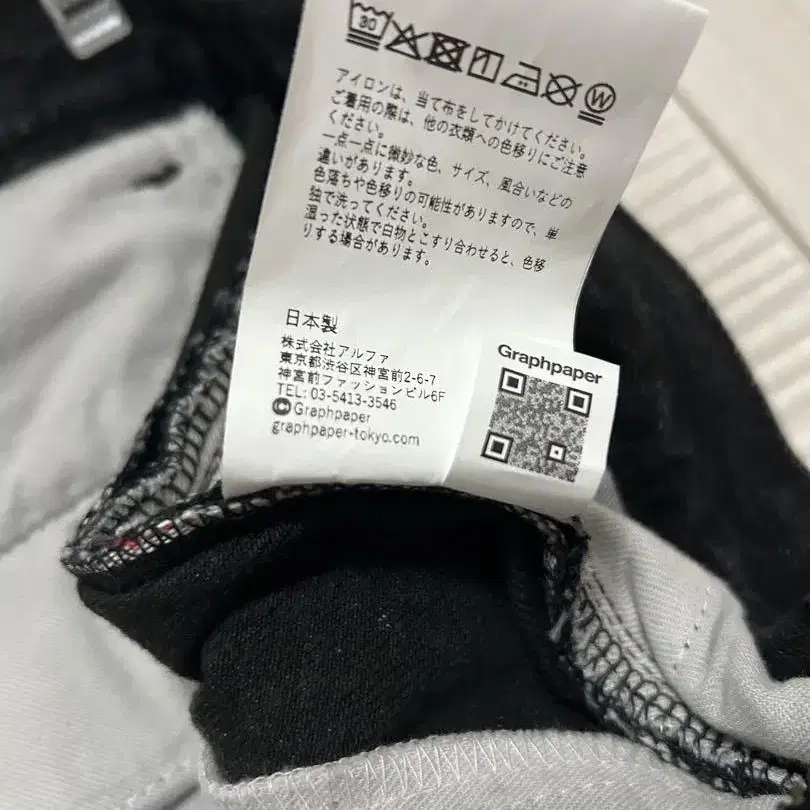 30
W
アイロンは、当て布をしてかけてください。
ご着用の際は、他の衣類への色移りにご注意
ください。
一点一点に微妙な色、サイズ、風合いなどの
違いがあります。
色落ちや色移りの可能性がありますので、単
独で洗ってください。
湿った状態で白物とこすり合わせると、色移
りする場合があります。
日本製
株式会社アルファ
東京都渋谷区神宮前2-6-7
神宮前ファッションビル6F
TEL: 03-5413-3546
©Graphpaper
graphpaper-tokyo.com
Graphpaper